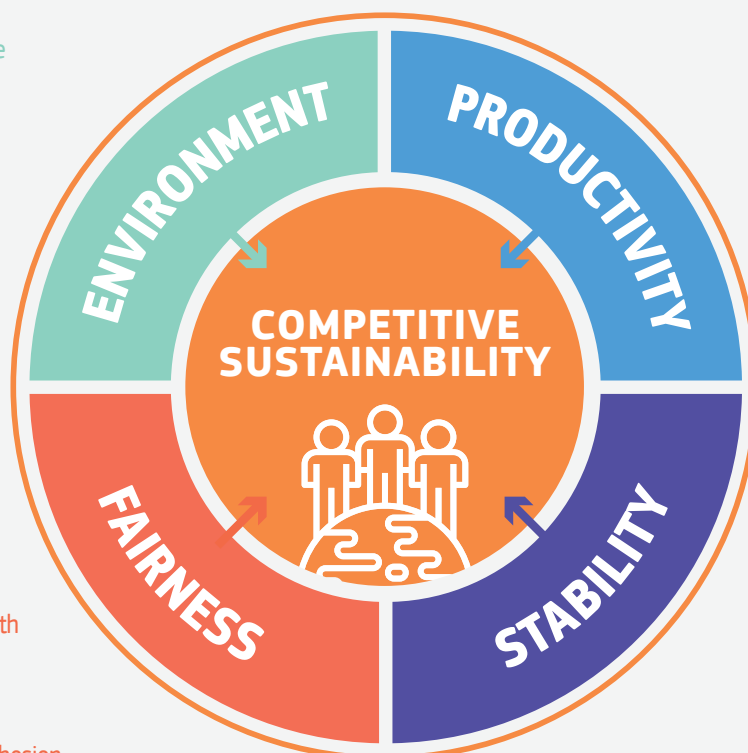 ENVIRONMENT
PRODUCTIVITY
COMPETITIVE
SUSTAINABILITY
FAIRNESS
STABILITY